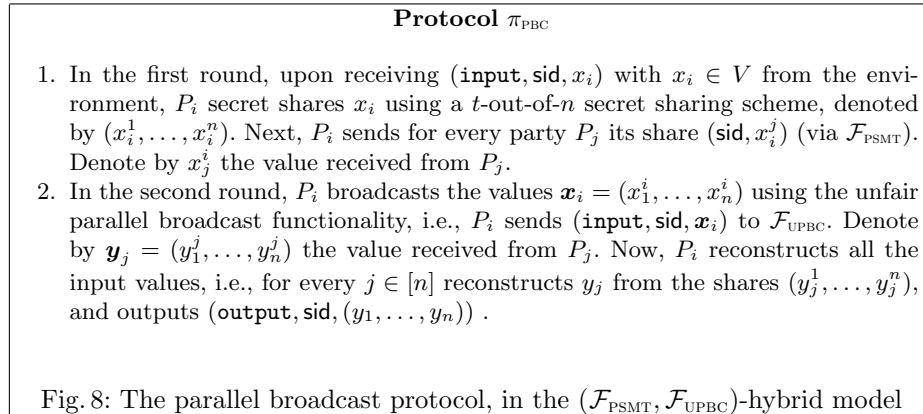 Protocol π_PBC
1. In the first round, upon receiving (input, sid, x_i) with x_i ∈ V from the envi-
ronment, P_i secret shares x_i using a t-out-of-n secret sharing scheme, denoted
by (x_i^1, . . . , x_i^n). Next, P_i sends for every party P_j its share (sid, x_i^j) (via F_PSMT).
Denote by x_j^i the value received from P_j.
2. In the second round, P_i broadcasts the values x_i = (x_1^i, . . . , x_n^i) using the unfair
parallel broadcast functionality, i.e., P_i sends (input, sid, x_i) to F_UPBC. Denote
by y_j = (y_1^j, . . . , y_n^j) the value received from P_j. Now, P_i reconstructs all the
input values, i.e., for every j ∈ [n] reconstructs y_j from the shares (y_j^1, . . . , y_j^n),
and outputs (output, sid, (y_1, . . . , y_n)) .
Fig. 8: The parallel broadcast protocol, in the (F_PSMT, F_UPBC)-hybrid model